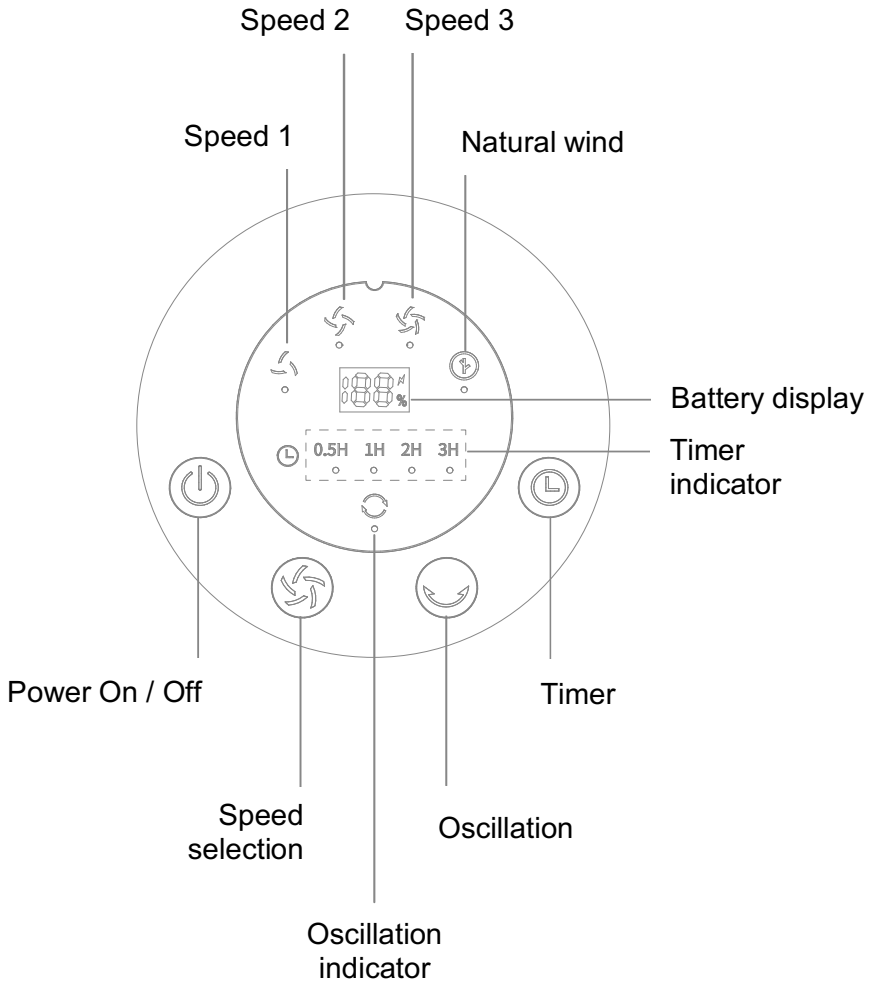 Speed 2
Speed 3
Speed 1
Natural wind
188
%
Battery display
0.5H 1H 2H 3H
Timer
indicator
Power On / Off
Timer
Speed
selection
Oscillation
Oscillation
indicator